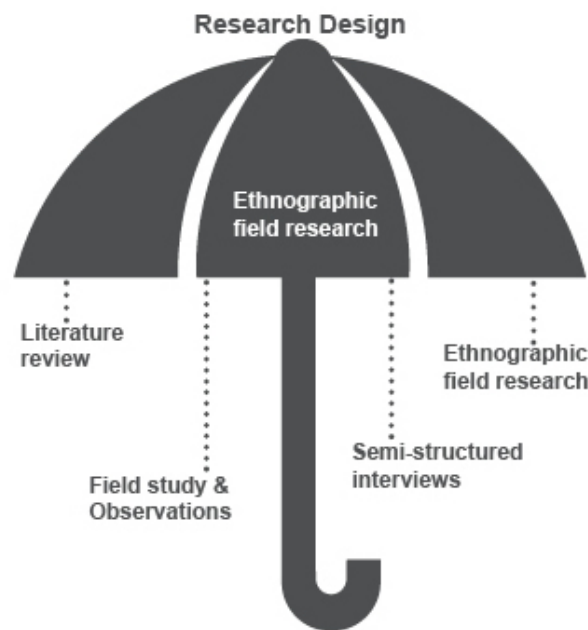 Research Design
Ethnographic
field research
Literature
review
Ethnographic
field research
Field study &
Observations
Semi-structured
interviews